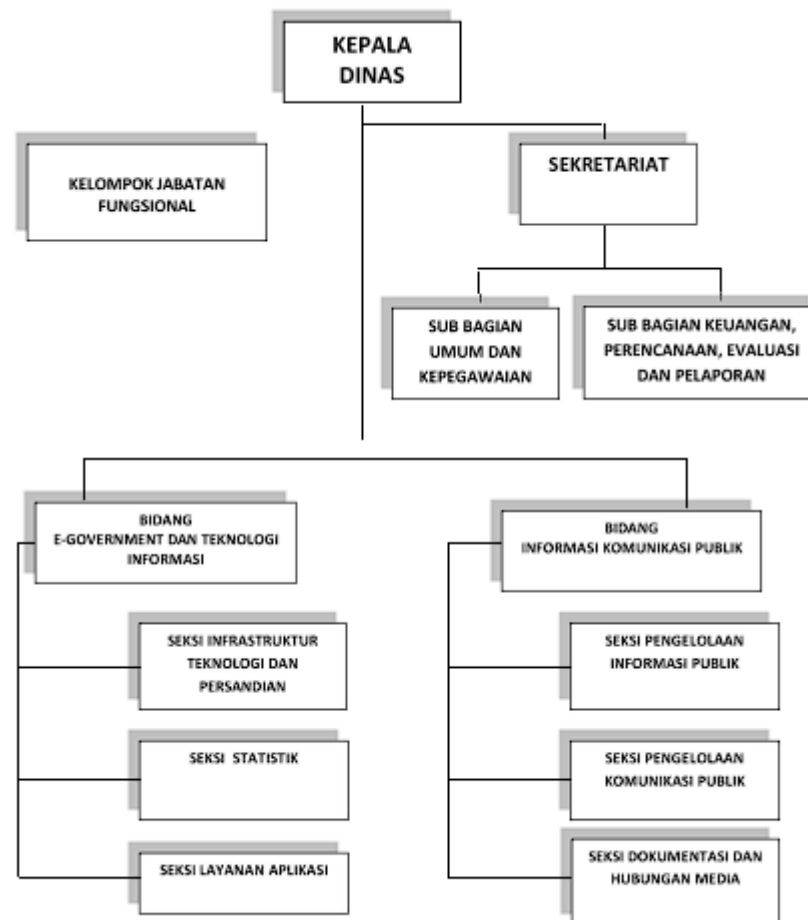 KEPALA
DINAS
KELOMPOK JABATAN
FUNGSIONAL
SEKRETARIAT
SUB BAGIAN
UMUM DAN
KEPEGAWAIAN
SUB BAGIAN KEUANGAN,
PERENCANAAN, EVALUASI
DAN PELAPORAN
BIDANG
E-GOVERNMENT DAN TEKNOLOGI
INFORMASI
SEKSI INFRASTRUKTUR
TEKNOLOGI DAN
PERSANDIAN
SEKSI STATISTIK
SEKSI LAYANAN APLIKASI
BIDANG
INFORMASI KOMUNIKASI PUBLIK
SEKSI PENGELOLAAN
INFORMASI PUBLIK
SEKSI PENGELOLAAN
KOMUNIKASI PUBLIK
SEKSI DOKUMENTASI DAN
HUBUNGAN MEDIA